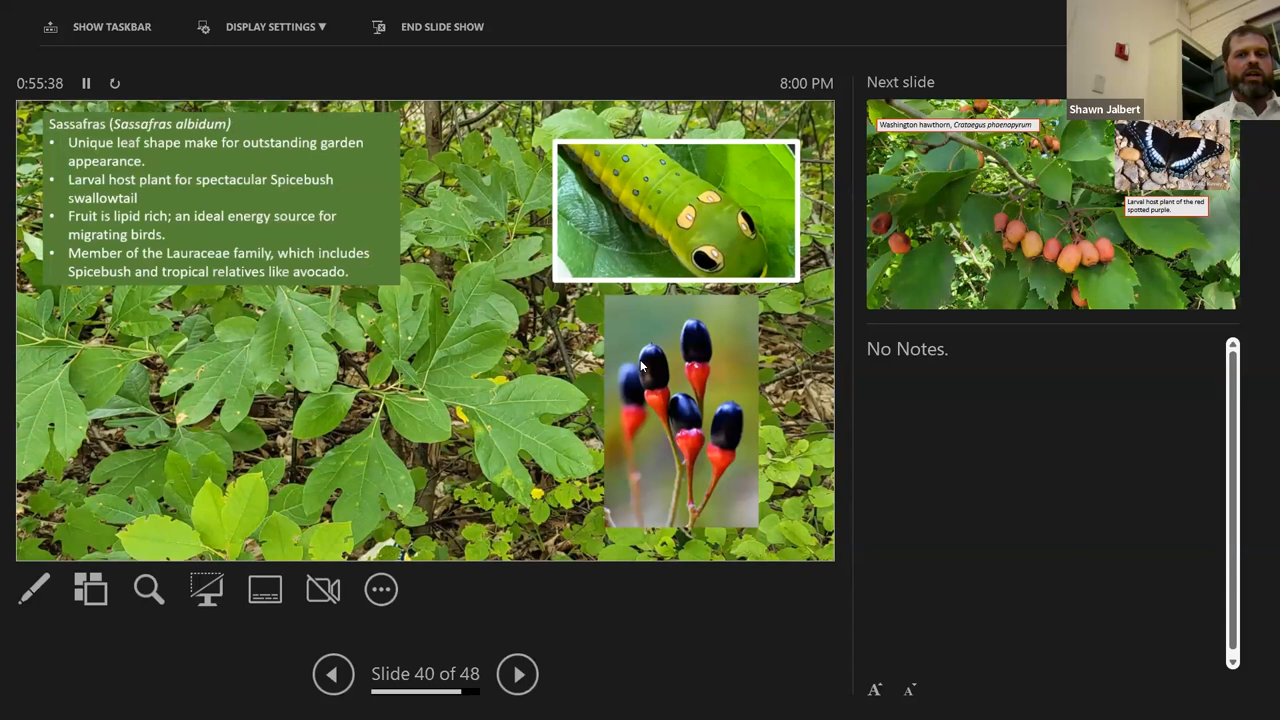 SHOW TASKBAR
DISPLAY SETTINGS ▼
END SLIDE SHOW
0:55:38
8:00 PM
Sassafras (Sassafras albidum)
• Unique leaf shape make for outstanding garden
appearance.
• Larval host plant for spectacular Spicebush
swallowtail
• Fruit is lipid rich; an ideal energy source for
migrating birds.
• Member of the Lauraceae family, which includes
Spicebush and tropical relatives like avocado.
Slide 40 of 48
Next slide
Shawn Jalbert
Washington hawthorn, Crataegus phaenopyrum
Larval host plant of the red
spotted purple.
No Notes.
A A